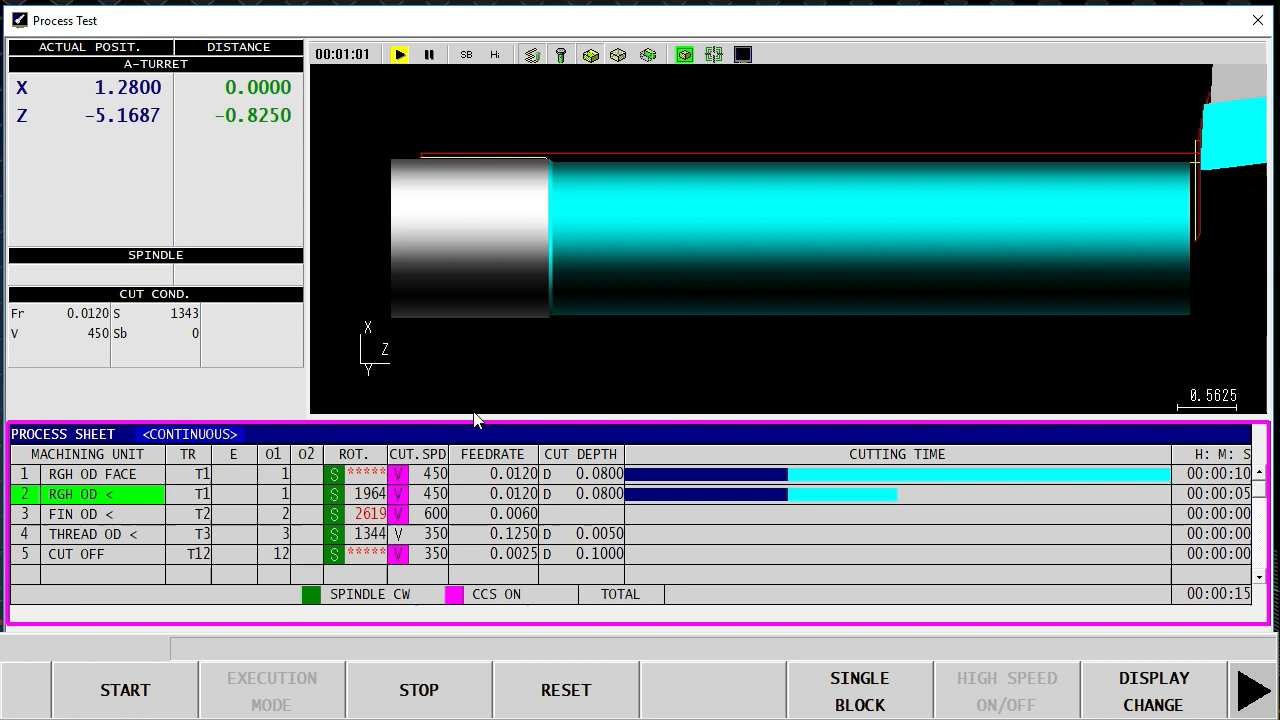 Process Test
ACTUAL POSIT. DISTANCE
A-TURRET
X 1.2800 0.0000
Z -5.1687 -0.8250
SPINDLE
CUT COND.
Fr 0.0120 S 1343
V 450 Sb 0
00:01:01 SB Hi
X
Z
Y
0.5625
PROCESS SHEET <CONTINUOUS>
MACHINING UNIT TR E O1 O2 ROT. CUT.SPD FEEDRATE CUT DEPTH CUTTING TIME H: M: S
1 RGH OD FACE T1 1 S ***** V 450 0.0120 D 0.0800 00:00:10
2 RGH OD < T1 1 S 1964 V 450 0.0120 D 0.0800 00:00:05
3 FIN OD < T2 2 S 2619 V 600 0.0060 00:00:00
4 THREAD OD < T3 3 S 1344 V 350 0.1250 D 0.0050 00:00:00
5 CUT OFF T12 12 S ***** V 350 0.0025 D 0.1000 00:00:00
SPINDLE CW CCS ON TOTAL 00:00:15
START
EXECUTION
MODE
STOP
RESET
SINGLE
BLOCK
HIGH SPEED
ON/OFF
DISPLAY
CHANGE